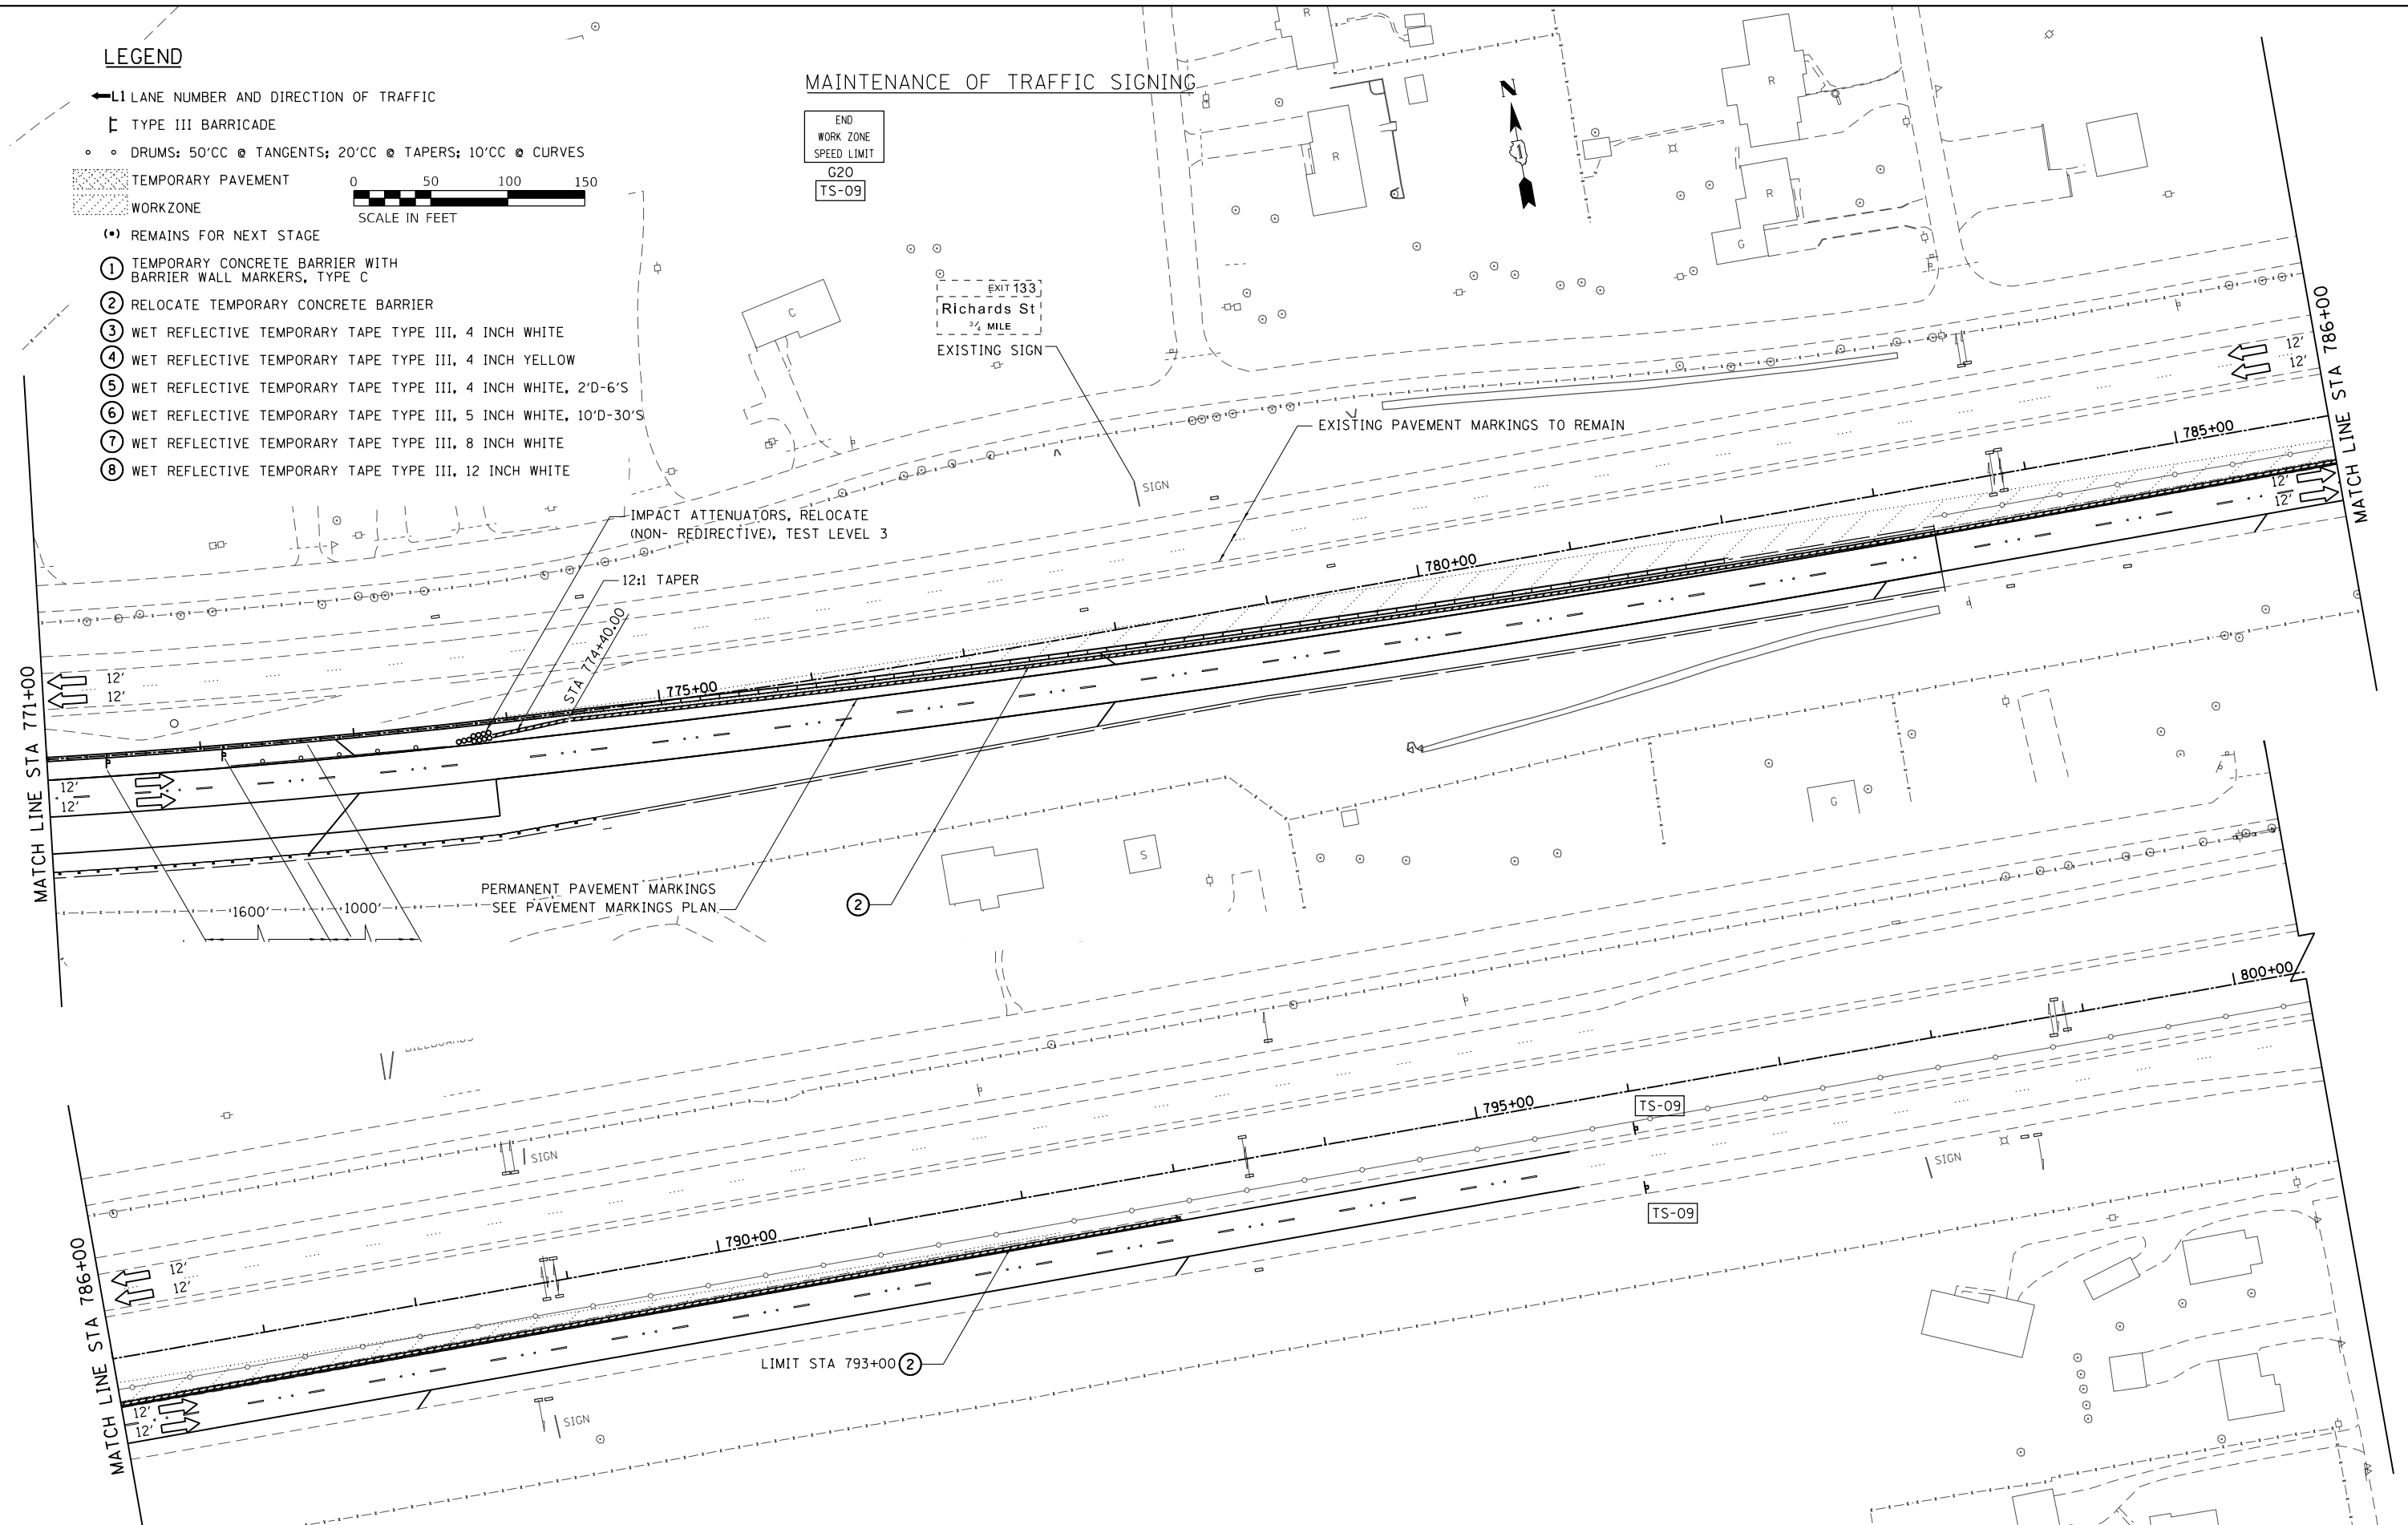 LEGEND
L1 LANE NUMBER AND DIRECTION OF TRAFFIC
TYPE III BARRICADE
DRUMS: 50'CC @ TANGENTS; 20'CC @ TAPERS; 10'CC @ CURVES
TEMPORARY PAVEMENT
WORKZONE
0 50 100 150
SCALE IN FEET
(•) REMAINS FOR NEXT STAGE
1 TEMPORARY CONCRETE BARRIER WITH
BARRIER WALL MARKERS, TYPE C
2 RELOCATE TEMPORARY CONCRETE BARRIER
3 WET REFLECTIVE TEMPORARY TAPE TYPE III, 4 INCH WHITE
4 WET REFLECTIVE TEMPORARY TAPE TYPE III, 4 INCH YELLOW
5 WET REFLECTIVE TEMPORARY TAPE TYPE III, 4 INCH WHITE, 2'D-6'S
6 WET REFLECTIVE TEMPORARY TAPE TYPE III, 5 INCH WHITE, 10'D-30'S
7 WET REFLECTIVE TEMPORARY TAPE TYPE III, 8 INCH WHITE
8 WET REFLECTIVE TEMPORARY TAPE TYPE III, 12 INCH WHITE
MAINTENANCE OF TRAFFIC SIGNING
END
WORK ZONE
SPEED LIMIT
G20
TS-09
N
1
R
R
R
R
G
C
EXIT 133
Richards St
3/4 MILE
EXISTING SIGN
SIGN
EXISTING PAVEMENT MARKINGS TO REMAIN
IMPACT ATTENUATORS, RELOCATE
(NON- REDIRECTIVE), TEST LEVEL 3
12:1 TAPER
STA 774+40.00
775+00
780+00
785+00
12'
12'
12'
12'
MATCH LINE STA 786+00
MATCH LINE STA 771+00
12'
12'
12'
12'
1600'
1000'
PERMANENT PAVEMENT MARKINGS
SEE PAVEMENT MARKINGS PLAN
2
S
G
SIGN
MATCH LINE STA 786+00
12'
12'
12'
12'
790+00
795+00
800+00
TS-09
TS-09
SIGN
LIMIT STA 793+00 2
SIGN